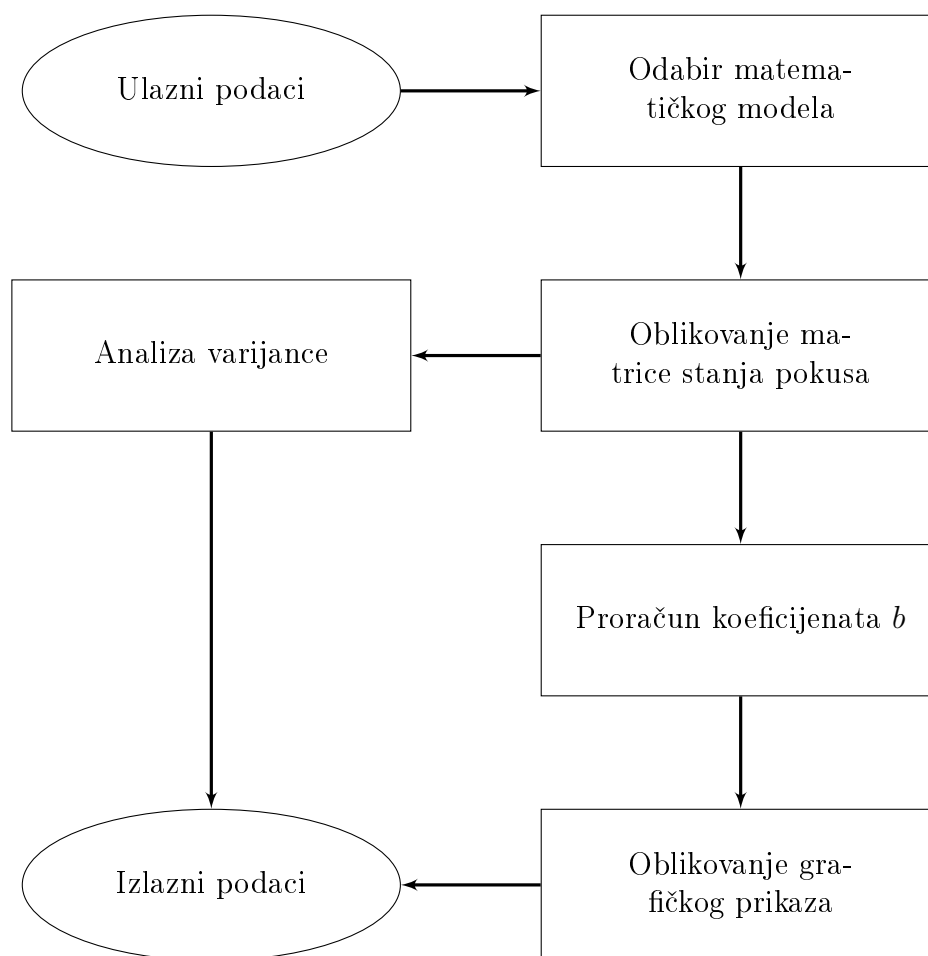 Ulazni podaci
Odabir matema-
tičkog modela
Analiza varijance
Oblikovanje ma-
trice stanja pokusa
Proračun koeficijenata b
Izlazni podaci
Oblikovanje gra-
fičkog prikaza